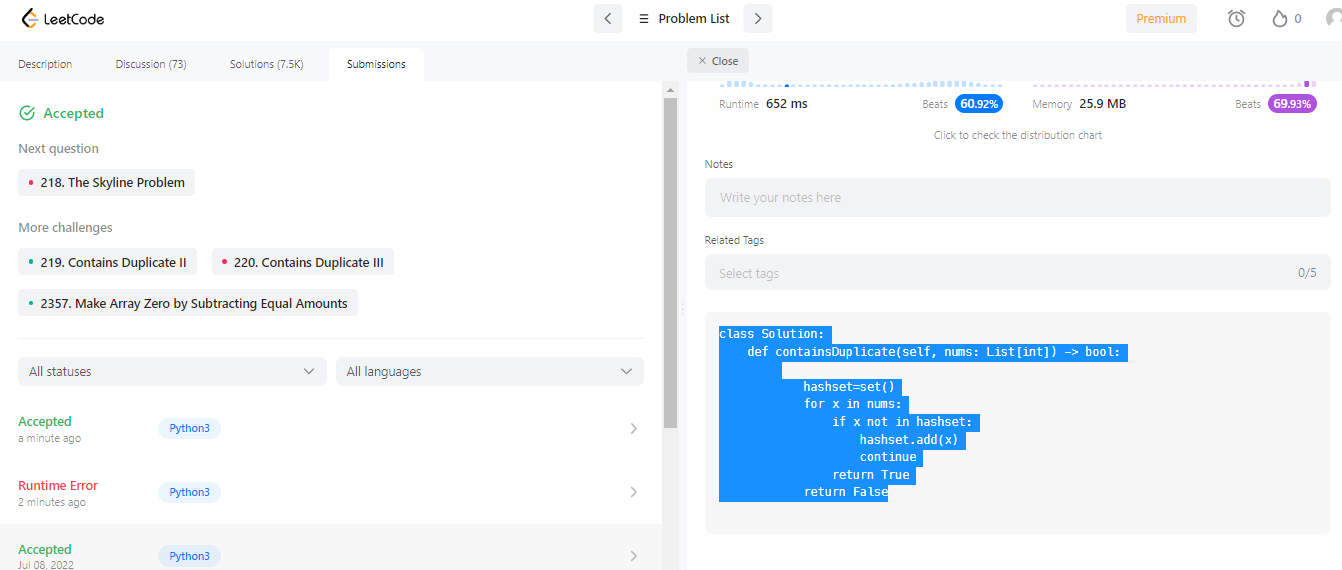 LeetCode
Problem List
Premium
0
Description
Discussion (73)
Solutions (7.5K)
Submissions
Accepted
Next question
218. The Skyline Problem
More challenges
219. Contains Duplicate II
220. Contains Duplicate III
2357. Make Array Zero by Subtracting Equal Amounts
All statuses
All languages
Accepted
a minute ago
Python3
Runtime Error
2 minutes ago
Python3
Accepted
Jul 08, 2022
Python3
× Close
Runtime 652 ms
Beats 60.92%
Memory 25.9 MB
Beats 69.93%
Click to check the distribution chart
Notes
Write your notes here
Related Tags
Select tags
0/5
class Solution:
    def containsDuplicate(self, nums: List[int]) -> bool:
            hashset=set()
            for x in nums:
                if x not in hashset:
                    hashset.add(x)
                    continue
                return True
            return False